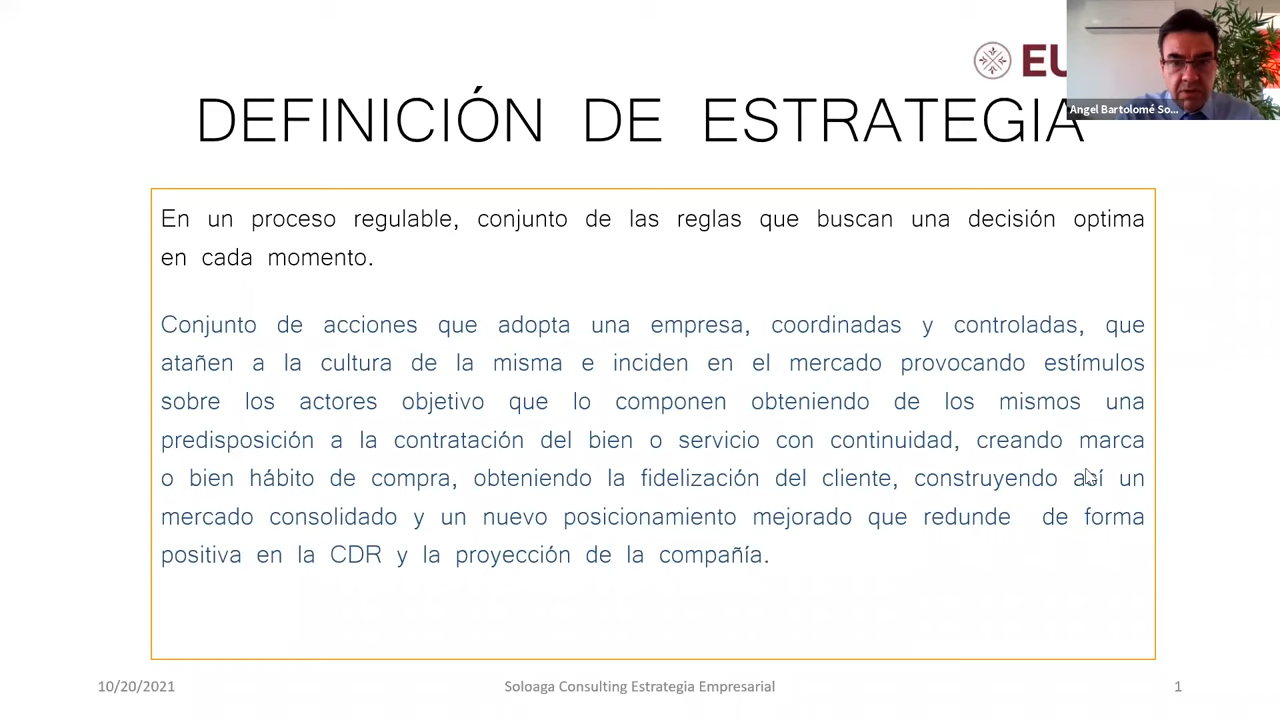 EU
Angel Bartolomé So...
DEFINICIÓN DE ESTRATEGIA
En un proceso regulable, conjunto de las reglas que buscan una decisión optima
en cada momento.
Conjunto de acciones que adopta una empresa, coordinadas y controladas, que
atañen a la cultura de la misma e inciden en el mercado provocando estímulos
sobre los actores objetivo que lo componen obteniendo de los mismos una
predisposición a la contratación del bien o servicio con continuidad, creando marca
o bien hábito de compra, obteniendo la fidelización del cliente, construyendo así un
mercado consolidado y un nuevo posicionamiento mejorado que redunde de forma
positiva en la CDR y la proyección de la compañía.
10/20/2021
Soloaga Consulting Estrategia Empresarial
1